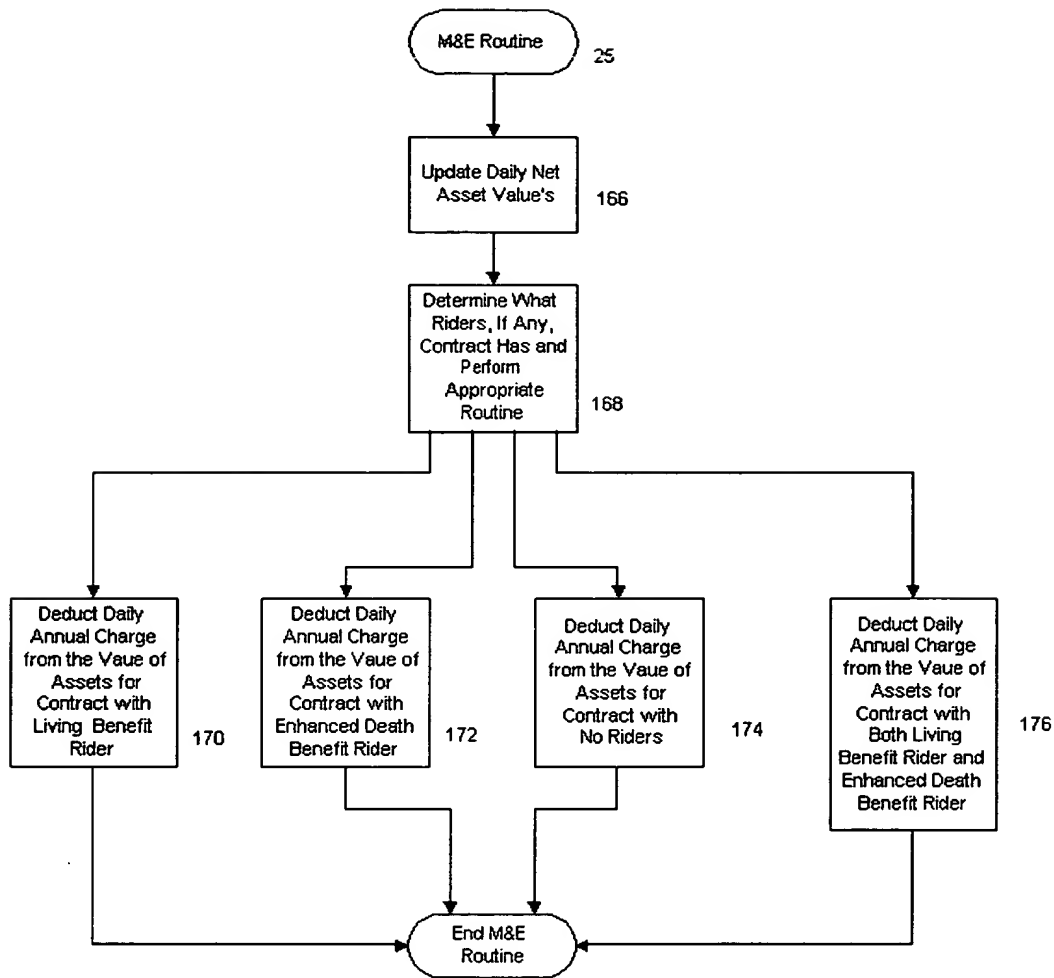 M&E Routine
25
Update Daily Net
Asset Value's
166
Determine What
Riders, If Any,
Contract Has and
Perform
Appropriate
Routine
168
Deduct Daily
Annual Charge
from the Vaue of
Assets for
Contract with
Living Benefit
Rider
170
Deduct Daily
Annual Charge
from the Vaue of
Assets for
Contract with
Enhanced Death
Benefit Rider
172
Deduct Daily
Annual Charge
from the Vaue of
Assets for
Contract with
No Riders
174
Deduct Daily
Annual Charge
from the Vaue of
Assets for
Contract with
Both Living
Benefit Rider and
Enhanced Death
Benefit Rider
176
End M&E
Routine